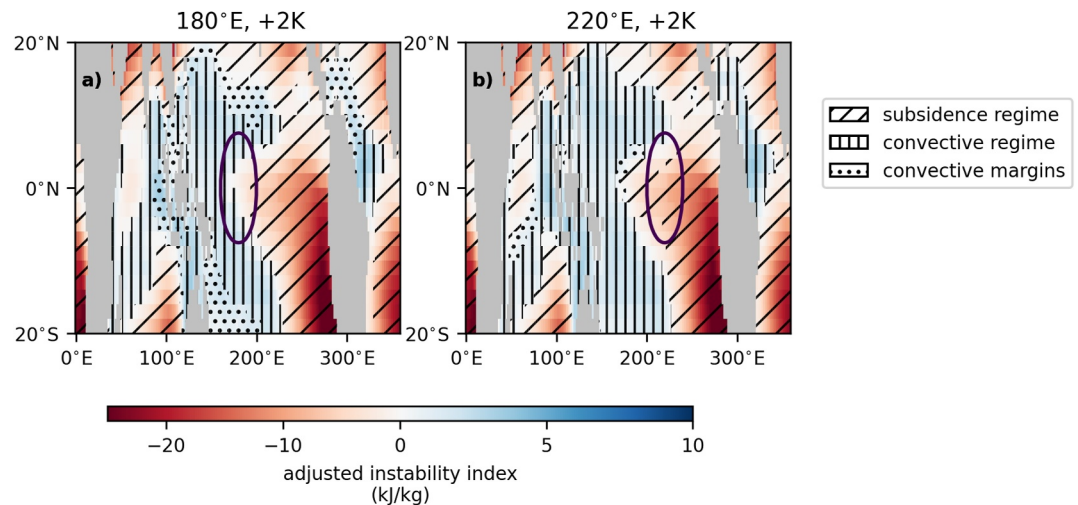 180°E, +2K
220°E, +2K
20°N
a)
b)
subsidence regime
convective regime
convective margins
0°N
0°N
20°S
20°S
0°E 100°E 200°E 300°E
0°E 100°E 200°E 300°E
−20 −10 0 5 10
adjusted instability index
(kJ/kg)